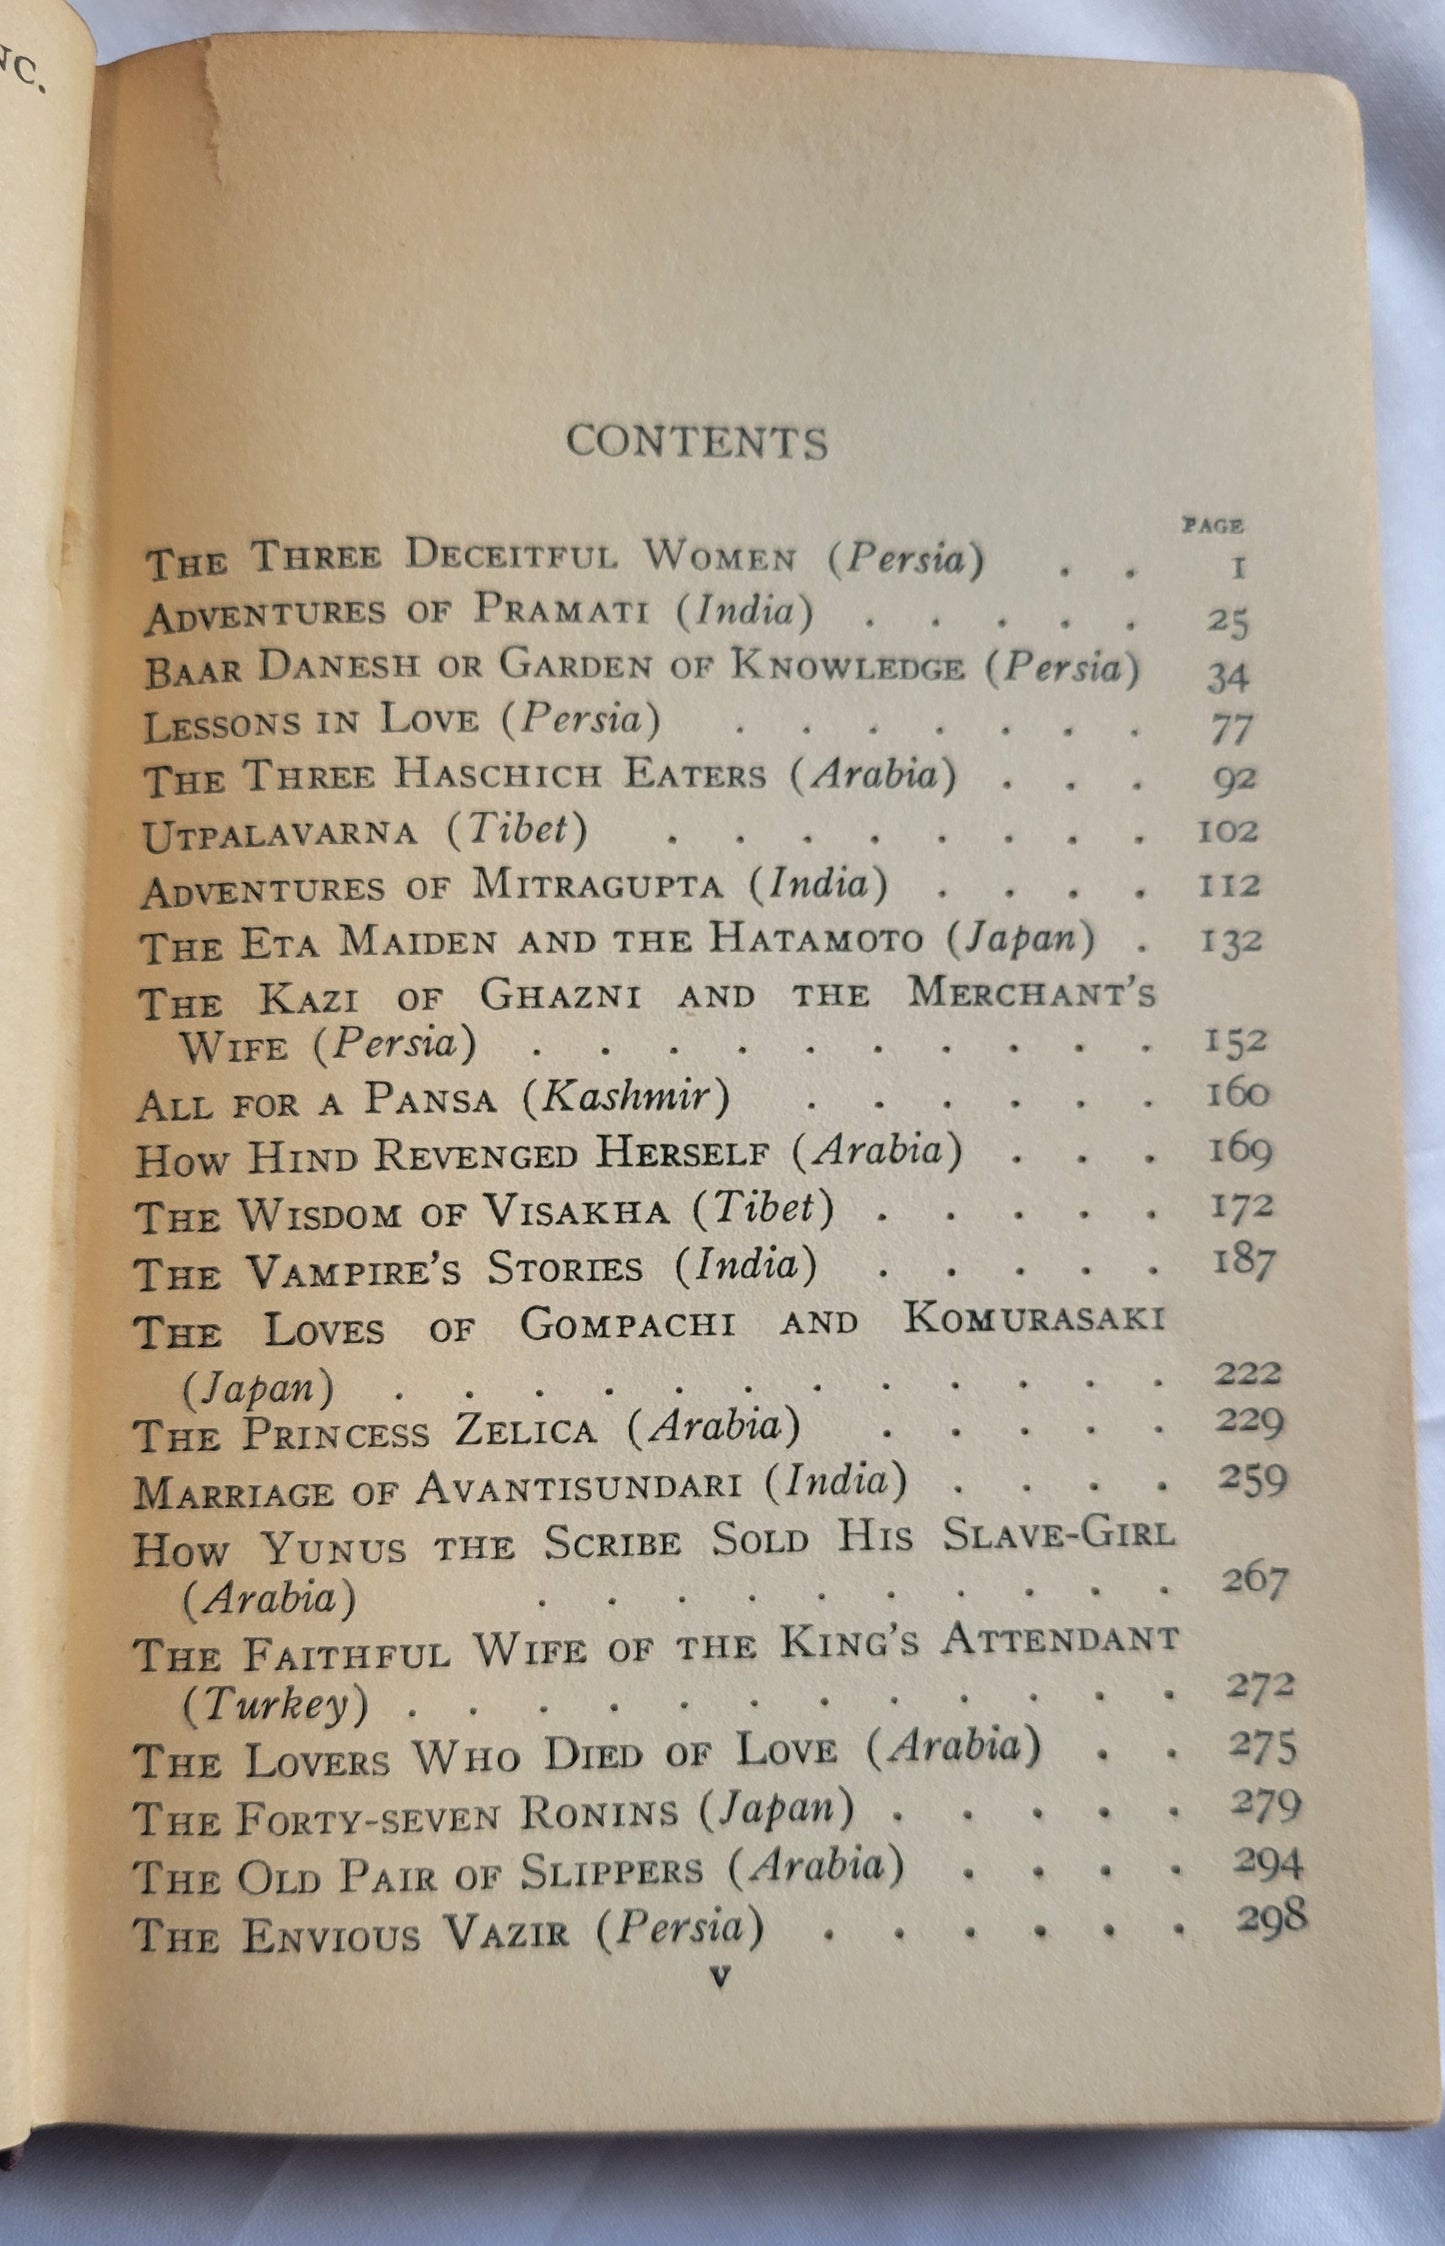 NC.
CONTENTS
PAGE
THE THREE DECEITFUL WOMEN (Persia) . . 1
ADVENTURES OF PRAMATI (India) . . . . . 25
BAAR DANESH OR GARDEN OF KNOWLEDGE (Persia) 34
LESSONS IN LOVE (Persia) . . . . . . . 77
THE THREE HASCHICH EATERS (Arabia) . . . 92
UTPALAVARNA (Tibet) . . . . . . . . 102
ADVENTURES OF MITRAGUPTA (India) . . . . 112
THE ETA MAIDEN AND THE HATAMOTO (Japan) . 132
THE KAZI OF GHAZNI AND THE MERCHANT'S
WIFE (Persia) . . . . . . . . . . 152
ALL FOR A PANSA (Kashmir) . . . . . . 160
HOW HIND REVENGED HERSELF (Arabia) . . . 169
THE WISDOM OF VISAKHA (Tibet) . . . . . 172
THE VAMPIRE'S STORIES (India) . . . . . 187
THE LOVES OF GOMPACHI AND KOMURASAKI
(Japan) . . . . . . . . . . . . 222
THE PRINCESS ZELICA (Arabia) . . . . . 229
MARRIAGE OF AVANTISUNDARI (India) . . . . 259
HOW YUNUS THE SCRIBE SOLD HIS SLAVE-GIRL
(Arabia) . . . . . . . . . . 267
THE FAITHFUL WIFE OF THE KING'S ATTENDANT
(Turkey) . . . . . . . . . . . . 272
THE LOVERS WHO DIED OF LOVE (Arabia) . . 275
THE FORTY-SEVEN RONINS (Japan) . . . . . 279
THE OLD PAIR OF SLIPPERS (Arabia) . . . . 294
THE ENVIOUS VAZIR (Persia) . . . . . . 298
v